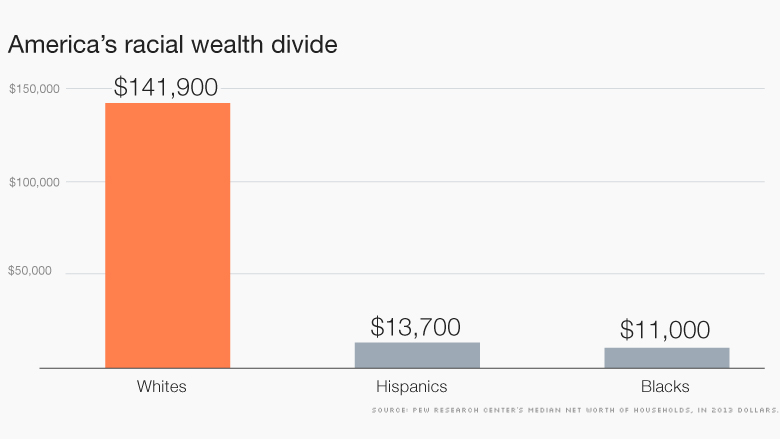 America's racial wealth divide
$150,000
$141,900
$100,000
$50,000
$13,700
$11,000
Whites
Hispanics
Blacks
SOURCE: PEW RESEARCH CENTER'S MEDIAN NET WORTH OF HOUSEHOLDS, IN 2013 DOLLARS.